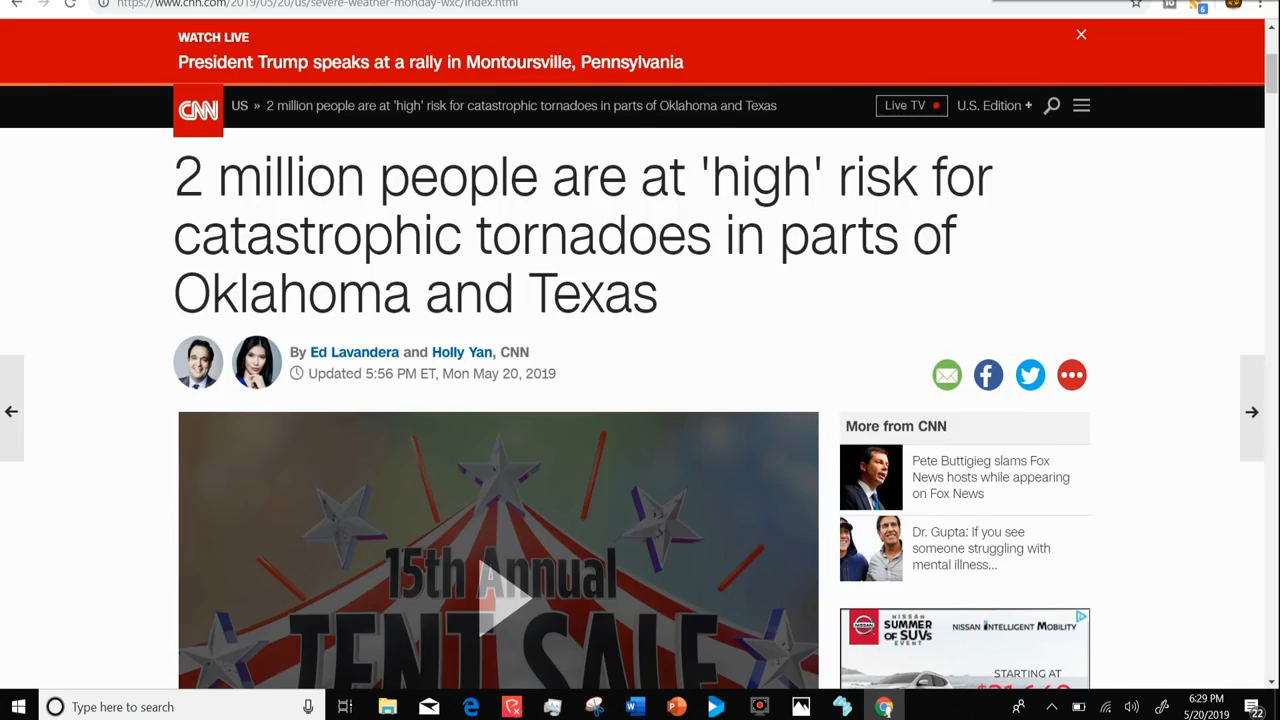 https://www.cnn.com/2019/05/20/us/severe-weather-monday-wxc/index.html
6
WATCH LIVE
President Trump speaks at a rally in Montoursville, Pennsylvania
CNN
US » 2 million people are at 'high' risk for catastrophic tornadoes in parts of Oklahoma and Texas
Live TV
U.S. Edition +
2 million people are at 'high' risk for
catastrophic tornadoes in parts of
Oklahoma and Texas
By Ed Lavandera and Holly Yan, CNN
Updated 5:56 PM ET, Mon May 20, 2019
15th Annual
TENT SALE
More from CNN
Pete Buttigieg slams Fox
News hosts while appearing
on Fox News
Dr. Gupta: If you see
someone struggling with
mental illness...
NISSAN
SUMMER
OF SUVs
EVENT
NISSAN INTELLIGENT MOBILITY
STARTING AT
Type here to search
6:29 PM
5/20/2019
22